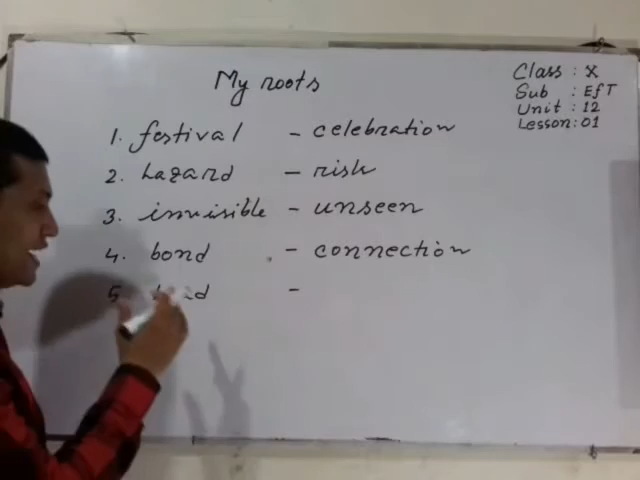 My roots
Class : X
Sub : EfT
Unit : 12
Lesson: 01
1. festival - celebration
2. hazard - risk
3. invisible - unseen
4. bond - connection
5. -